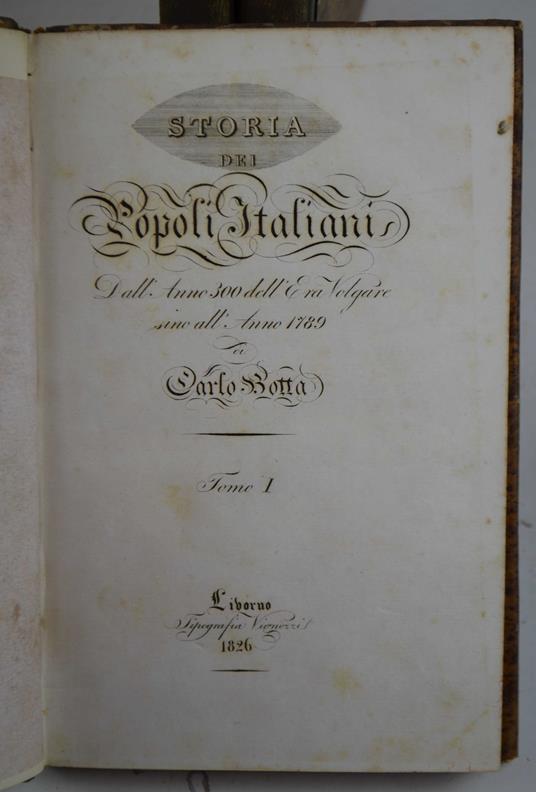 STORIA
DEI
Popoli Italiani
Dall'Anno 300 dell'Era Volgare
sino all'Anno 1789
di
Carlo Botta
Tomo I
Livorno
Tipografia Vignozzi
1826